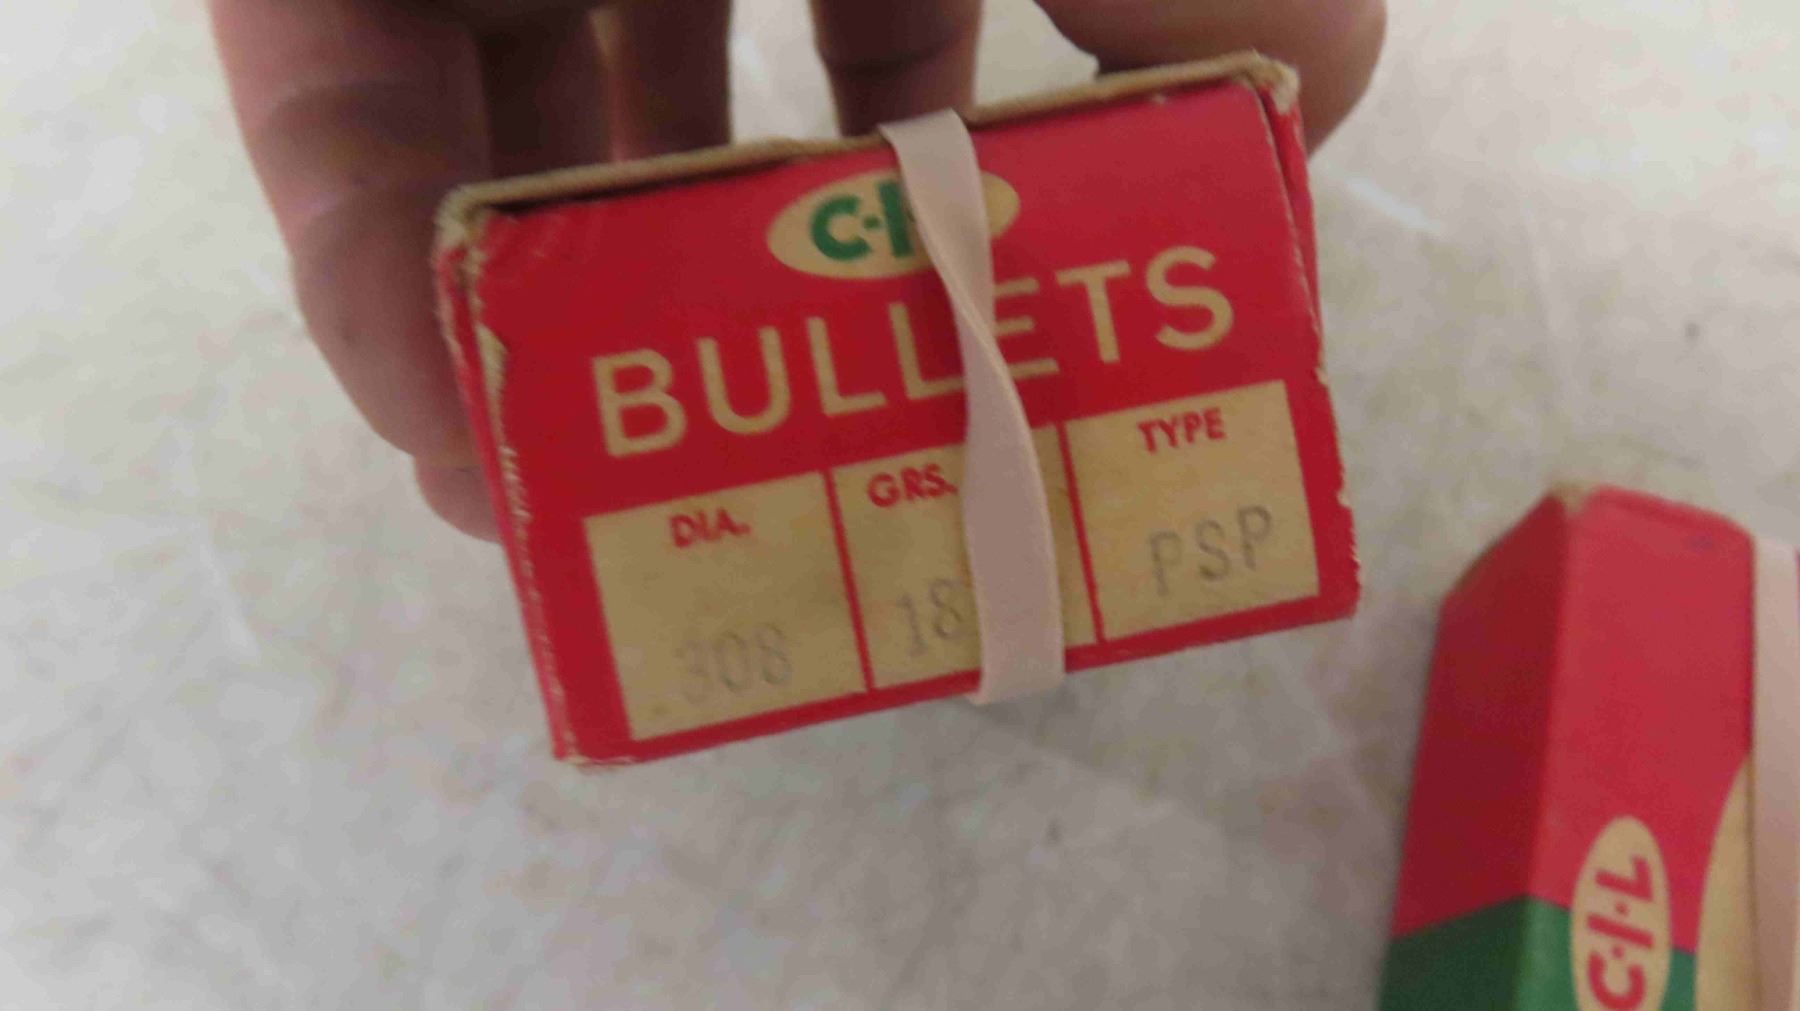 C-I
BULLETS
DIA.
GRS.
TYPE
308
18
PSP
C-I-L